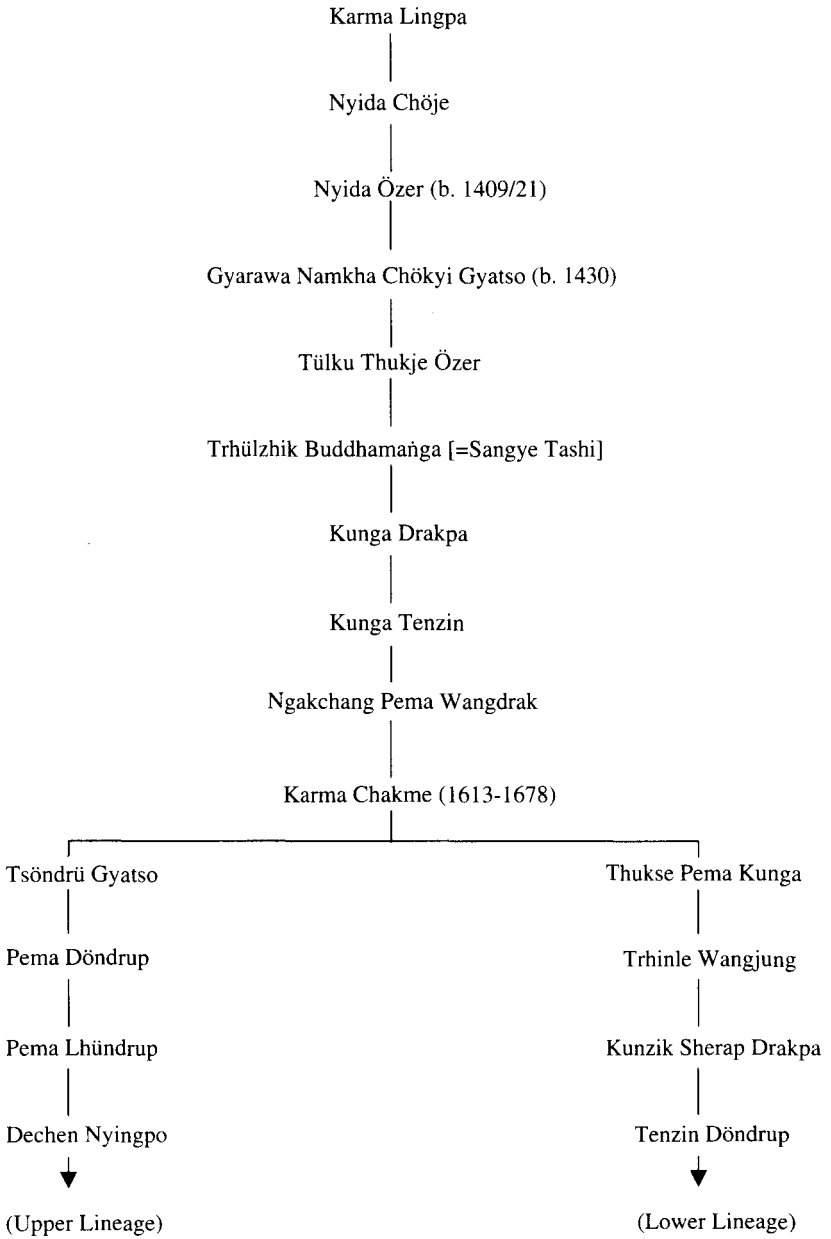 Karma Lingpa
Nyida Chöje
Nyida Özer (b. 1409/21)
Gyarawa Namkha Chökyi Gyatso (b. 1430)
Tülku Thukje Özer
Trhülzhik Buddhamaṅga [=Sangye Tashi]
Kunga Drakpa
Kunga Tenzin
Ngakchang Pema Wangdrak
Karma Chakme (1613-1678)
Tsöndrü Gyatso Thukse Pema Kunga
Pema Döndrup Trhinle Wangjung
Pema Lhündrup Kunzik Sherap Drakpa
Dechen Nyingpo Tenzin Döndrup
(Upper Lineage) (Lower Lineage)